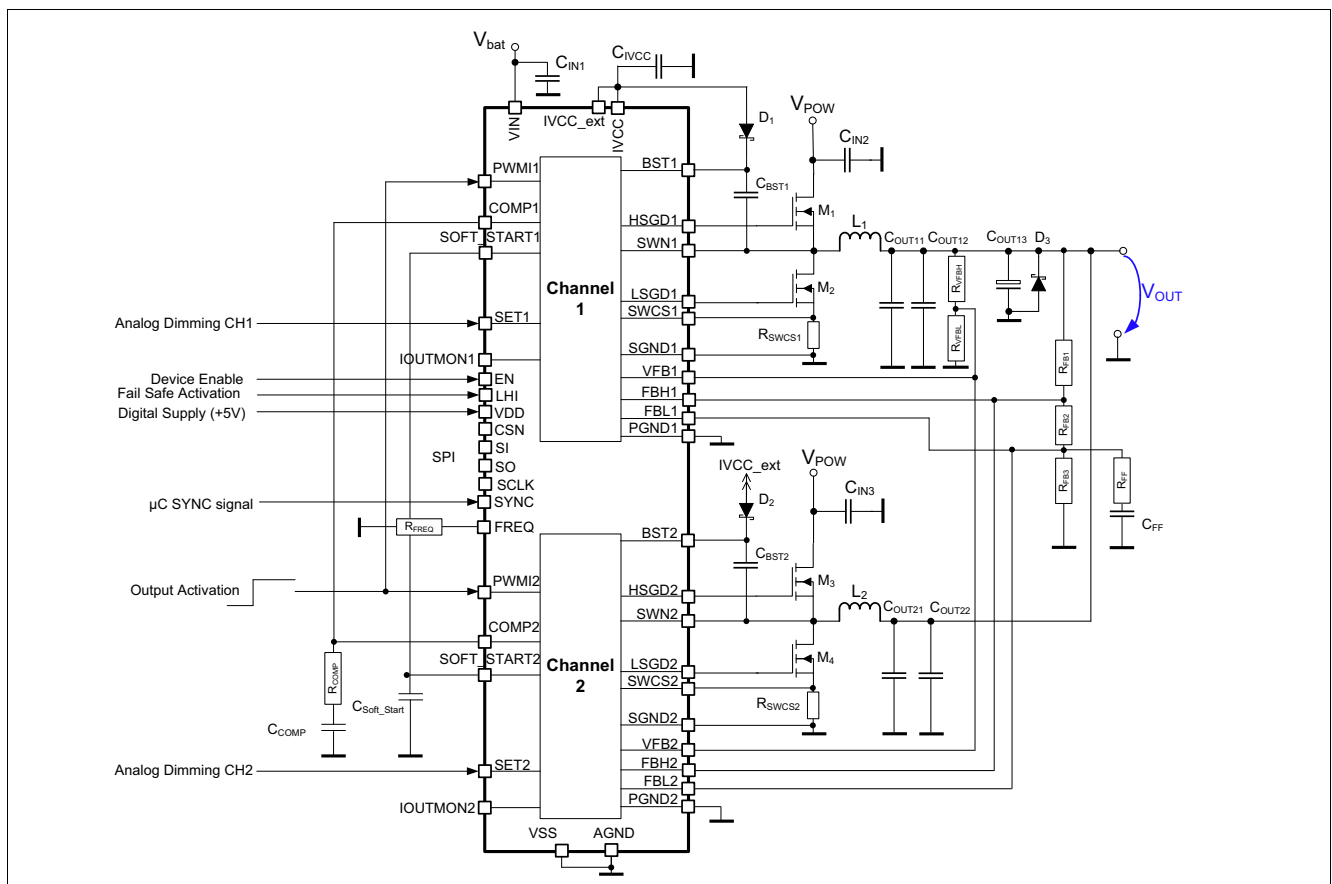 Vbat
CIN1
CIVCC
VIN
IVCC_ext
IVCC
D1
VPOW
CIN2
PWMI1
BST1
CBST1
COMP1
HSGD1
M1
SOFT_START1
SWN1
L1
COUT11
COUT12
COUT13
D3
RVFBH
RVFBL
VOUT
Channel
1
LSGD1
M2
SWCS1
RSWCS1
Analog Dimming CH1
SET1
SGND1
IOUTMON1
VFB1
RFB1
Device Enable
EN
FBH1
Fail Safe Activation
LHI
FBL1
RFB2
Digital Supply (+5V)
VDD
PGND1
CSN
SPI
SI
SO
SCLK
IVCC_ext
VPOW
RFB3
RFF
CFF
D2
CIN3
µC SYNC signal
SYNC
RFREQ
FREQ
BST2
CBST2
Output Activation
PWMI2
HSGD2
M3
SWN2
L2
COUT21
COUT22
COMP2
SOFT_START2
Channel
2
LSGD2
M4
SWCS2
RSWCS2
RCOMP
CSoft_Start
CCOMP
SGND2
VFB2
Analog Dimming CH2
SET2
FBH2
FBL2
IOUTMON2
PGND2
VSS
AGND